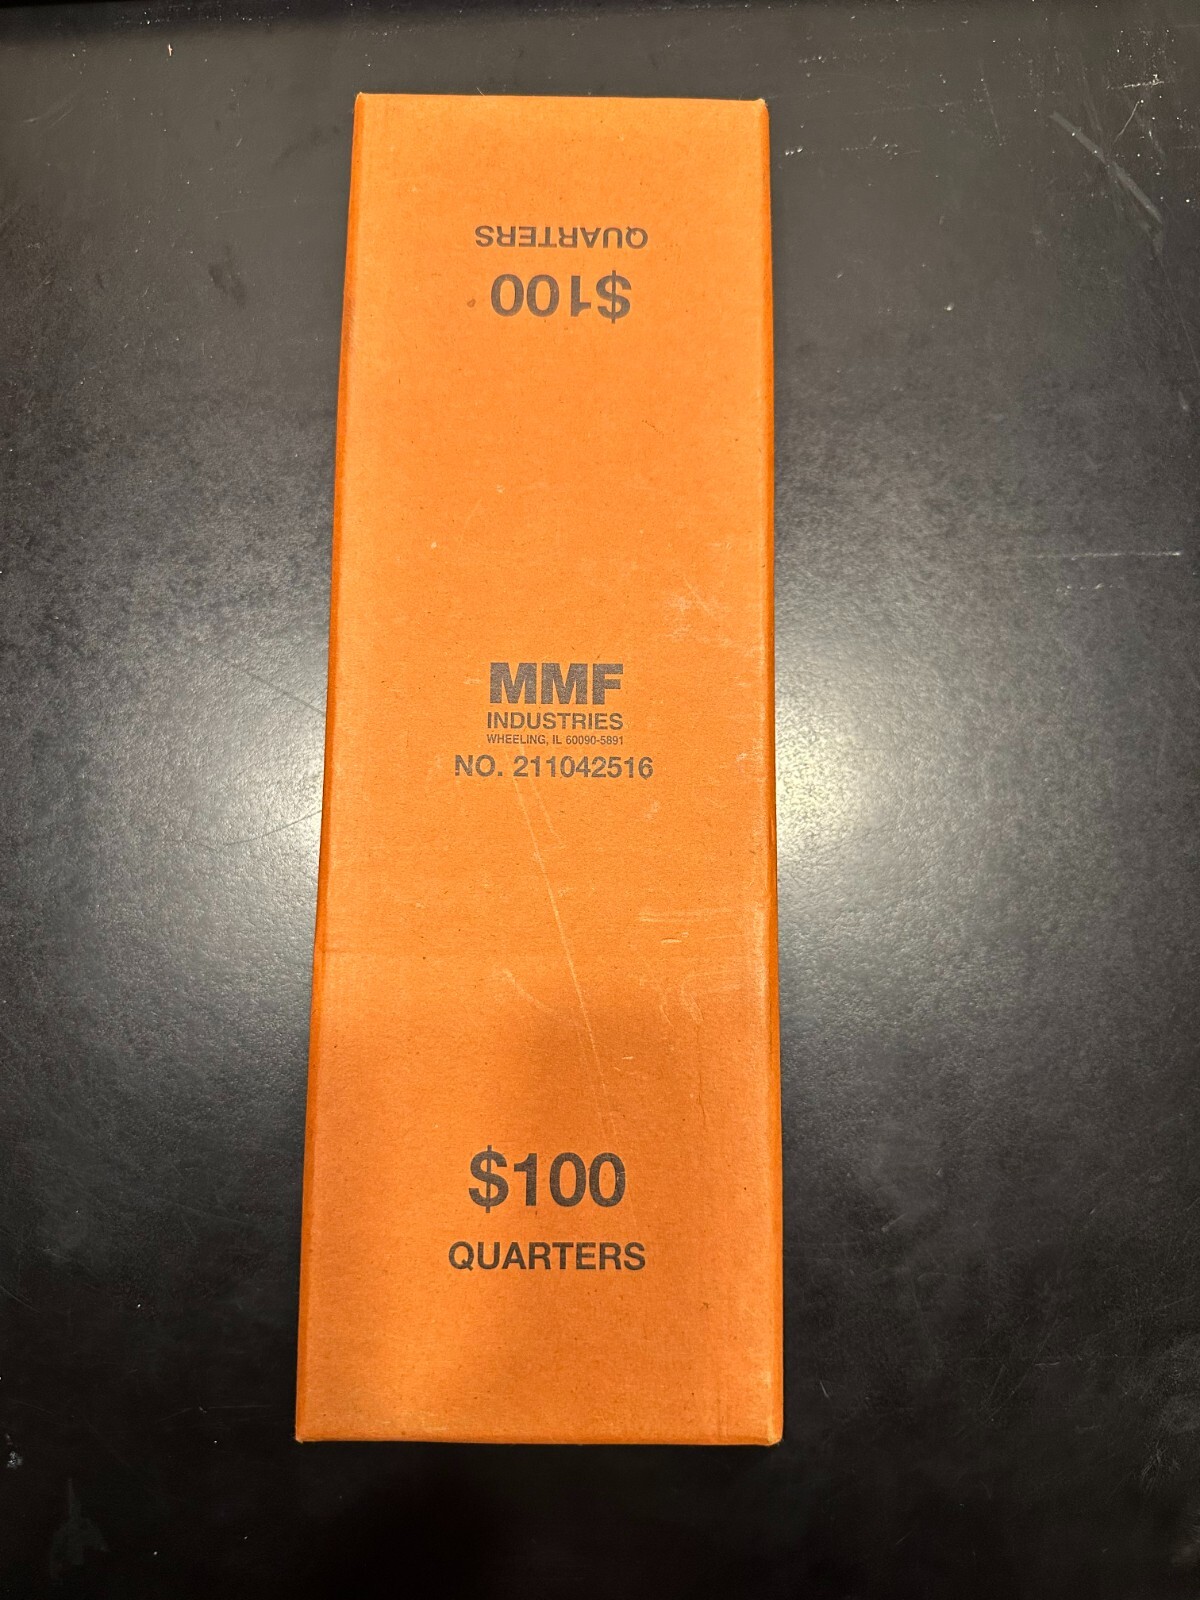 QUARTERS
$100
MMF
INDUSTRIES
WHEELING, IL 60090-5891
NO. 211042516
$100
QUARTERS